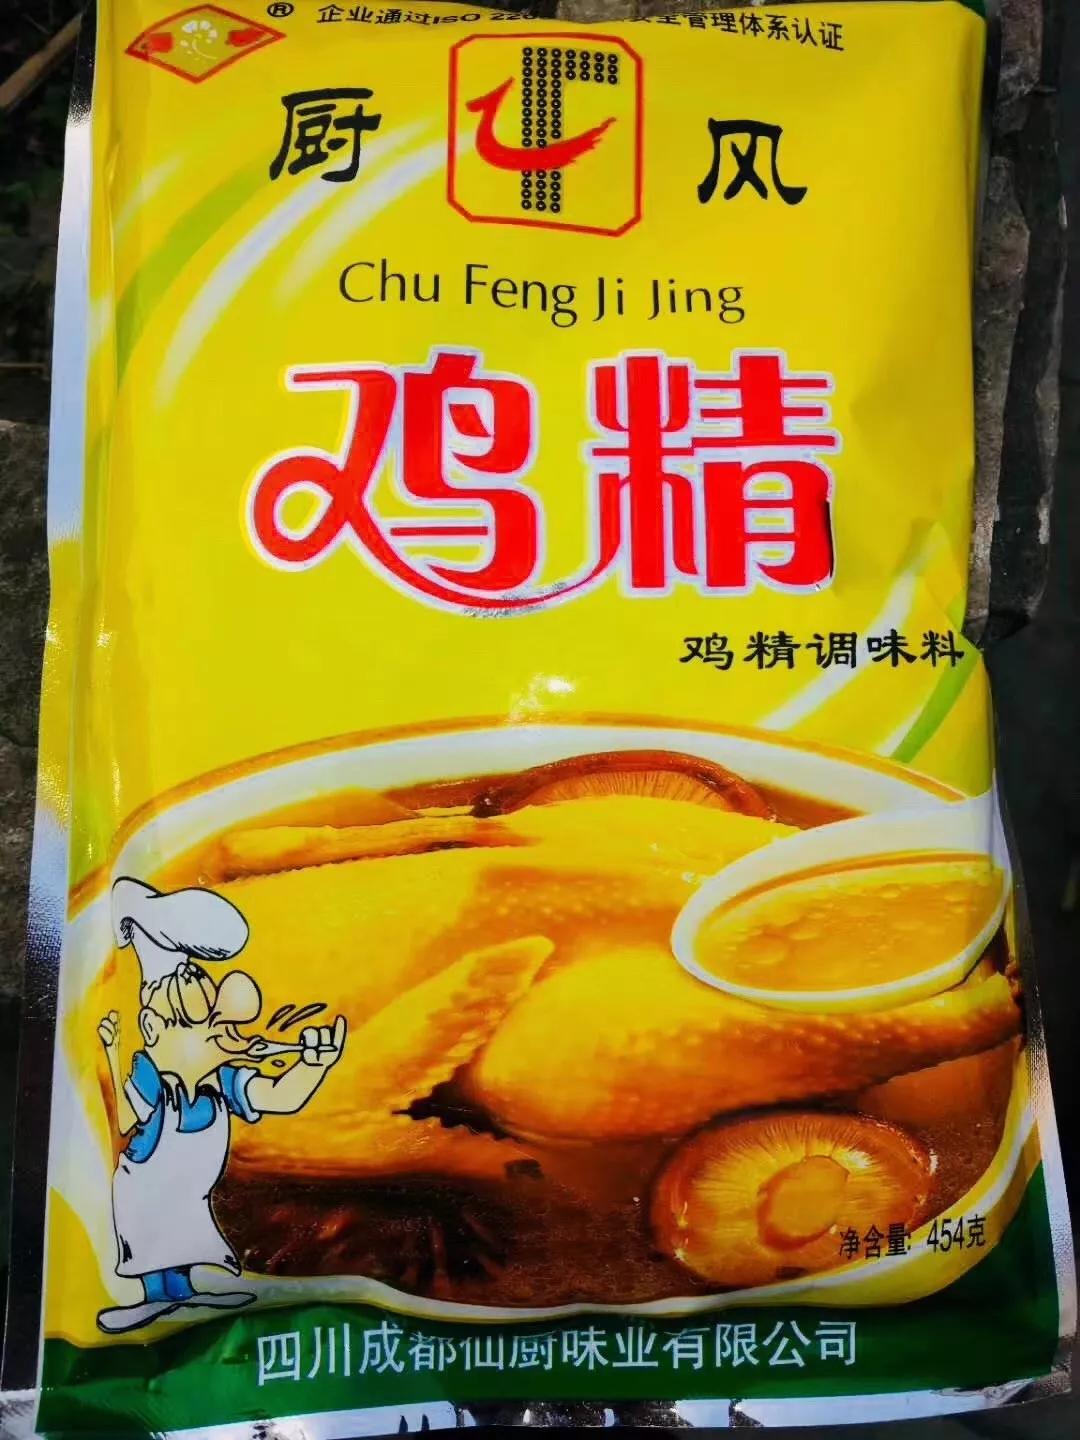 ®
企业通过ISO 管理体系认证
厨 风
Chu Feng Ji Jing
鸡精
鸡精调味料
净含量: 454克
四川成都仙厨味业有限公司